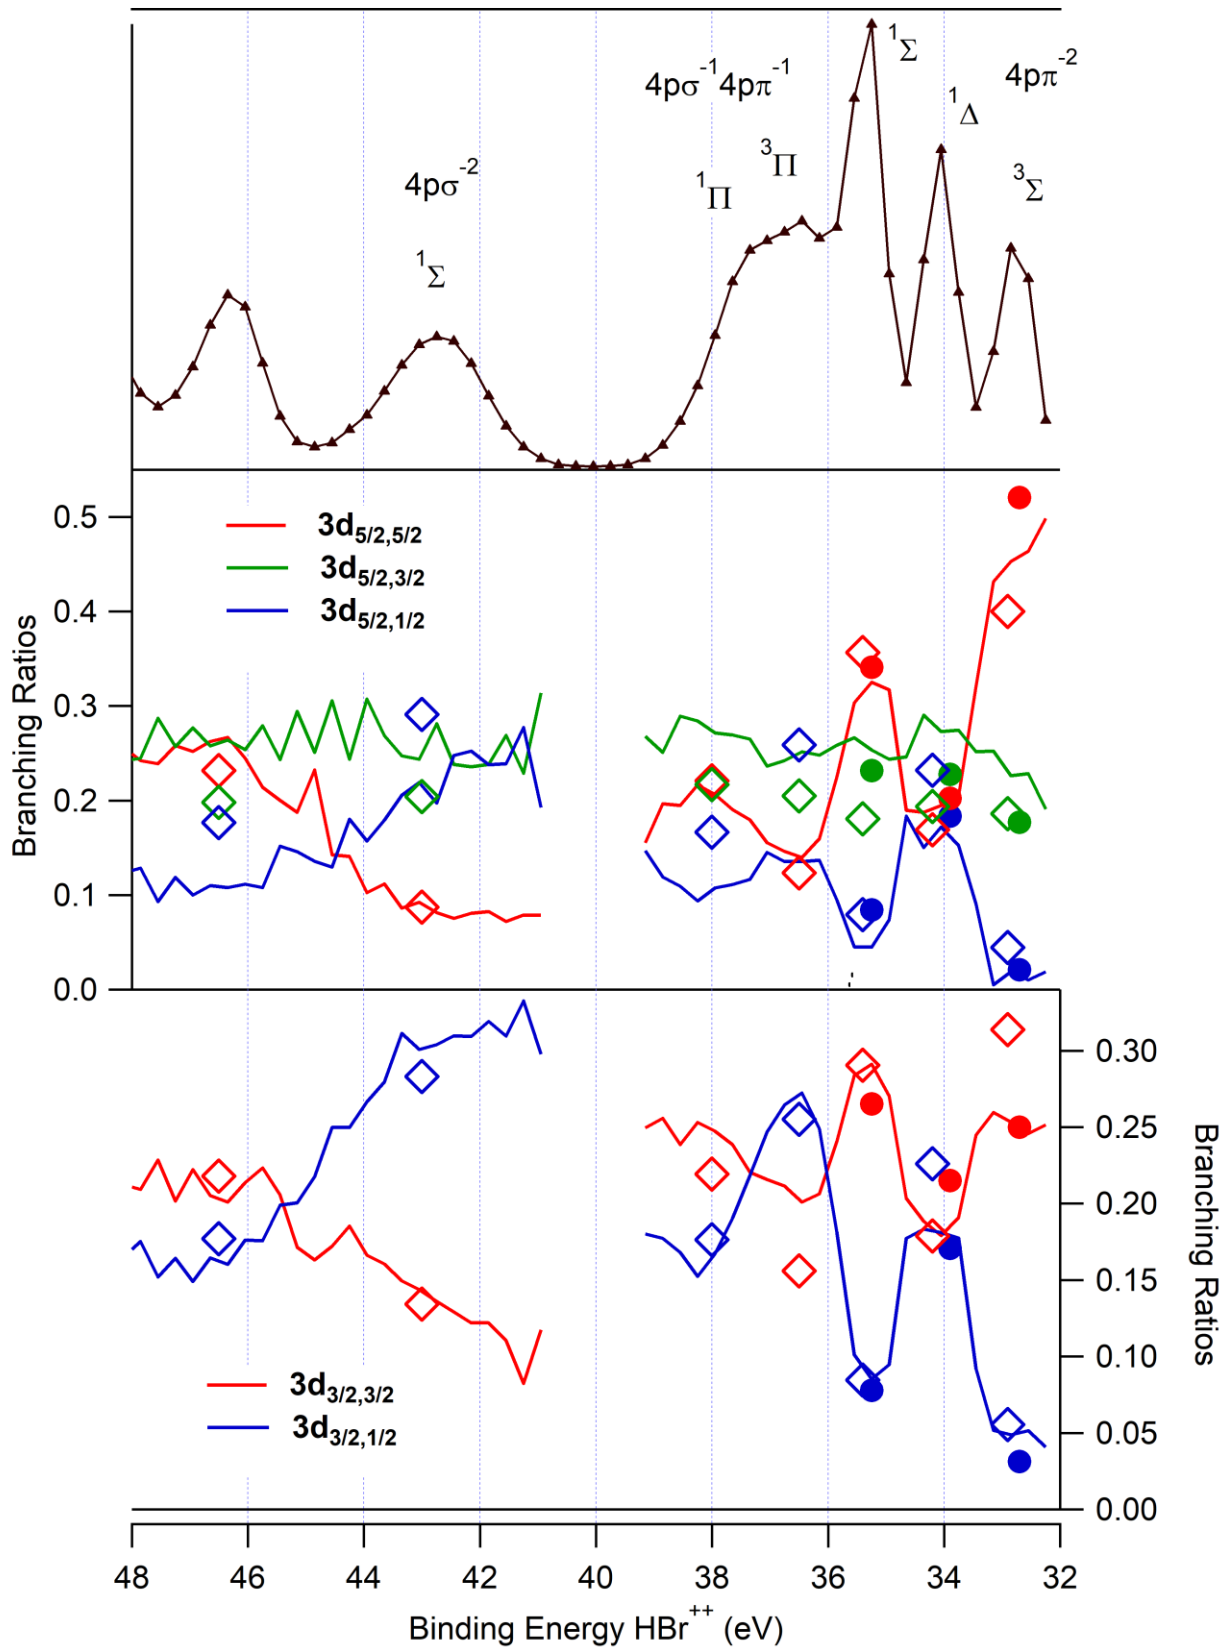 ¹Σ
4pσ⁻¹4pπ⁻¹
4pπ⁻²
¹Δ
³Π
4pσ⁻²
¹Π
³Σ
¹Σ
0.5
0.4
0.3
0.2
0.1
0.0
Branching Ratios
3d5/2,5/2
3d5/2,3/2
3d5/2,1/2
0.30
0.25
0.20
0.15
0.10
0.05
0.00
Branching Ratios
3d3/2,3/2
3d3/2,1/2
48 46 44 42 40 38 36 34 32
Binding Energy HBr⁺⁺ (eV)